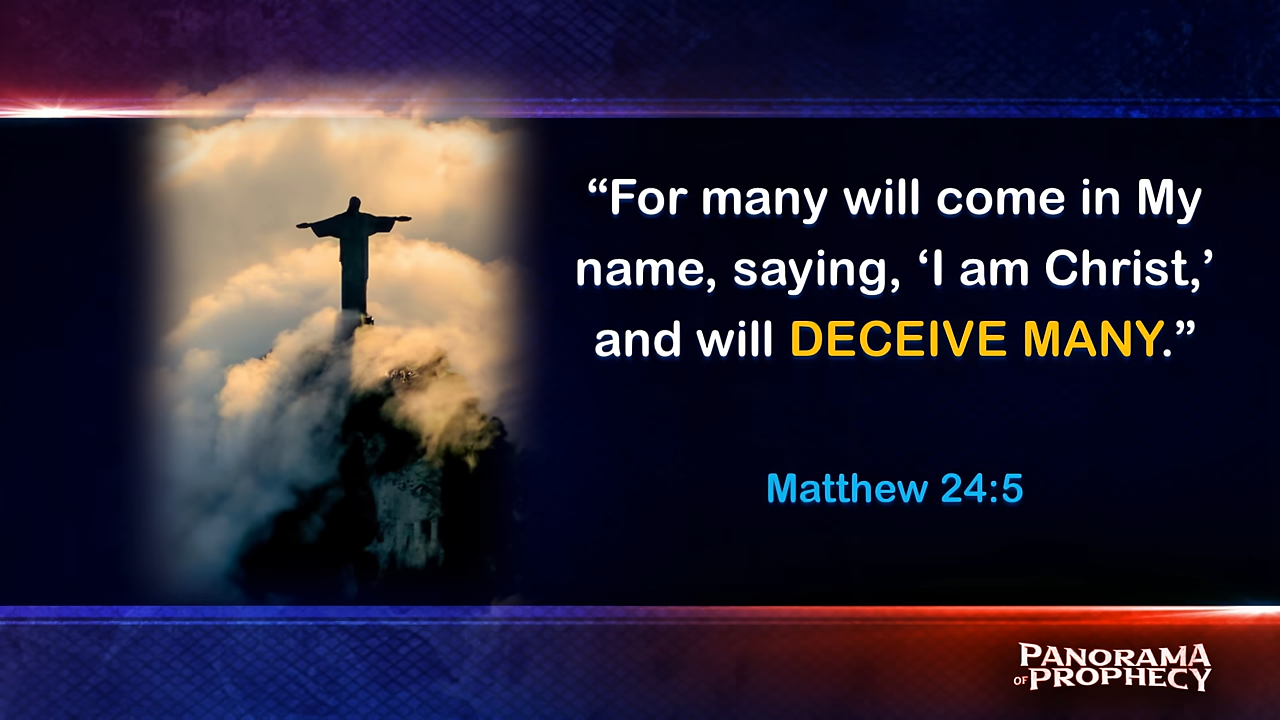 “For many will come in My
name, saying, ‘I am Christ,’
and will DECEIVE MANY.”
Matthew 24:5
PANORAMA
OF PROPHECY